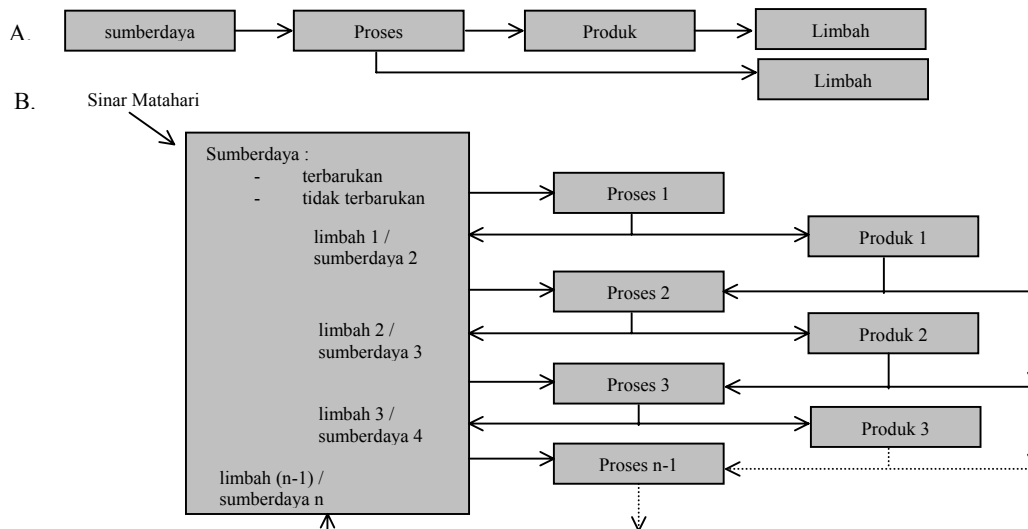 A. sumberdaya Proses Produk Limbah
Limbah
B. Sinar Matahari
Sumberdaya :
- terbarukan
- tidak terbarukan
Proses 1
limbah 1 /
sumberdaya 2
Produk 1
Proses 2
limbah 2 /
sumberdaya 3
Produk 2
Proses 3
limbah 3 /
sumberdaya 4
Produk 3
Proses n-1
limbah (n-1) /
sumberdaya n